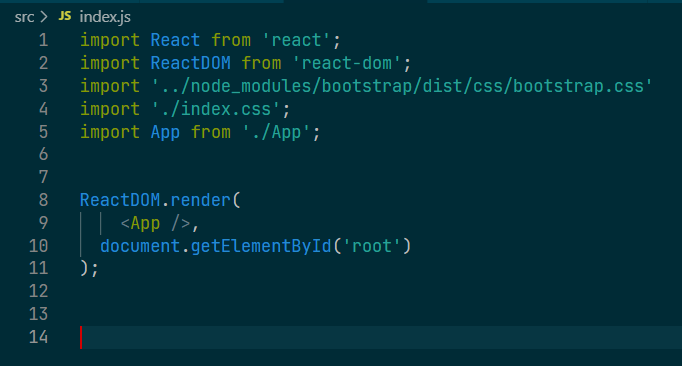 src > JS index.js
1 import React from 'react';
2 import ReactDOM from 'react-dom';
3 import '../node_modules/bootstrap/dist/css/bootstrap.css'
4 import './index.css';
5 import App from './App';
6
7
8 ReactDOM.render(
9     <App />,
10   document.getElementById('root')
11 );
12
13
14